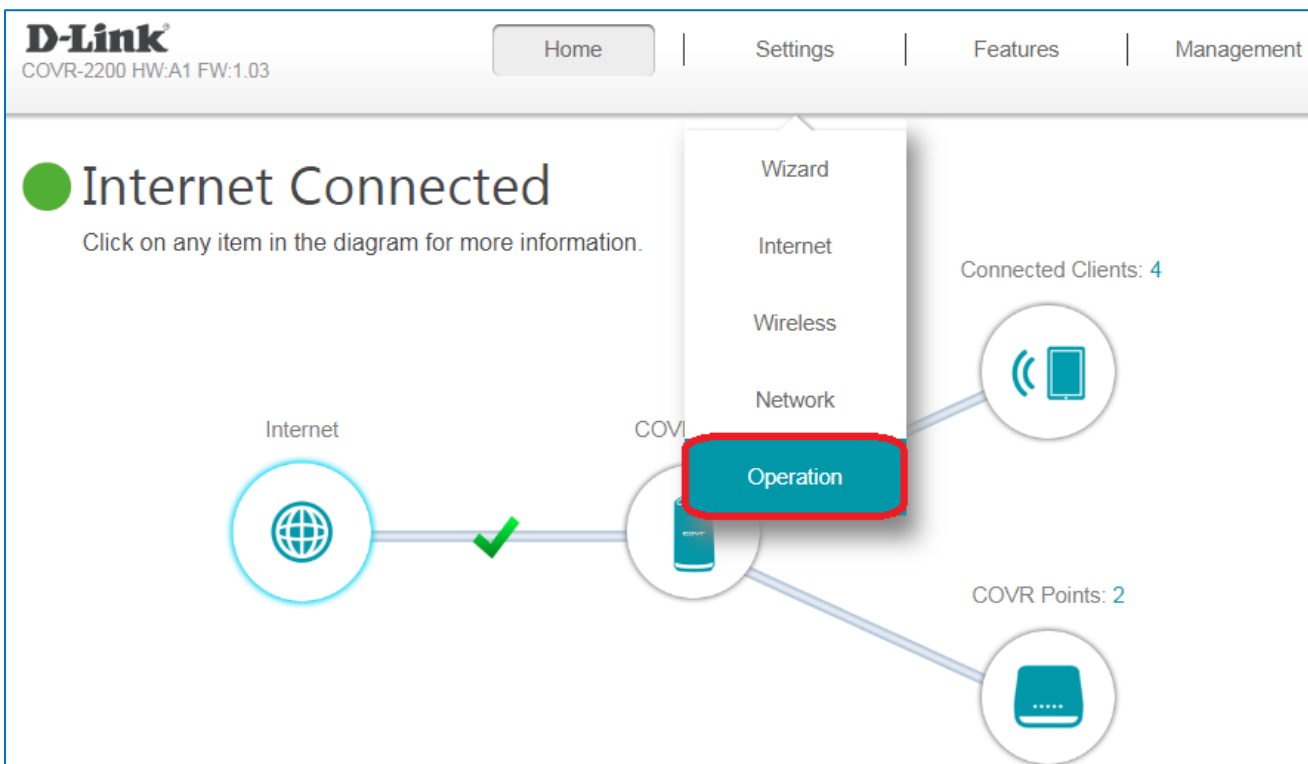 D-Link
COVR-2200 HW:A1 FW:1.03
Home
Settings
Features
Management
Internet Connected
Click on any item in the diagram for more information.
Wizard
Internet
Wireless
Network
Operation
Connected Clients: 4
Internet
COVR Points: 2